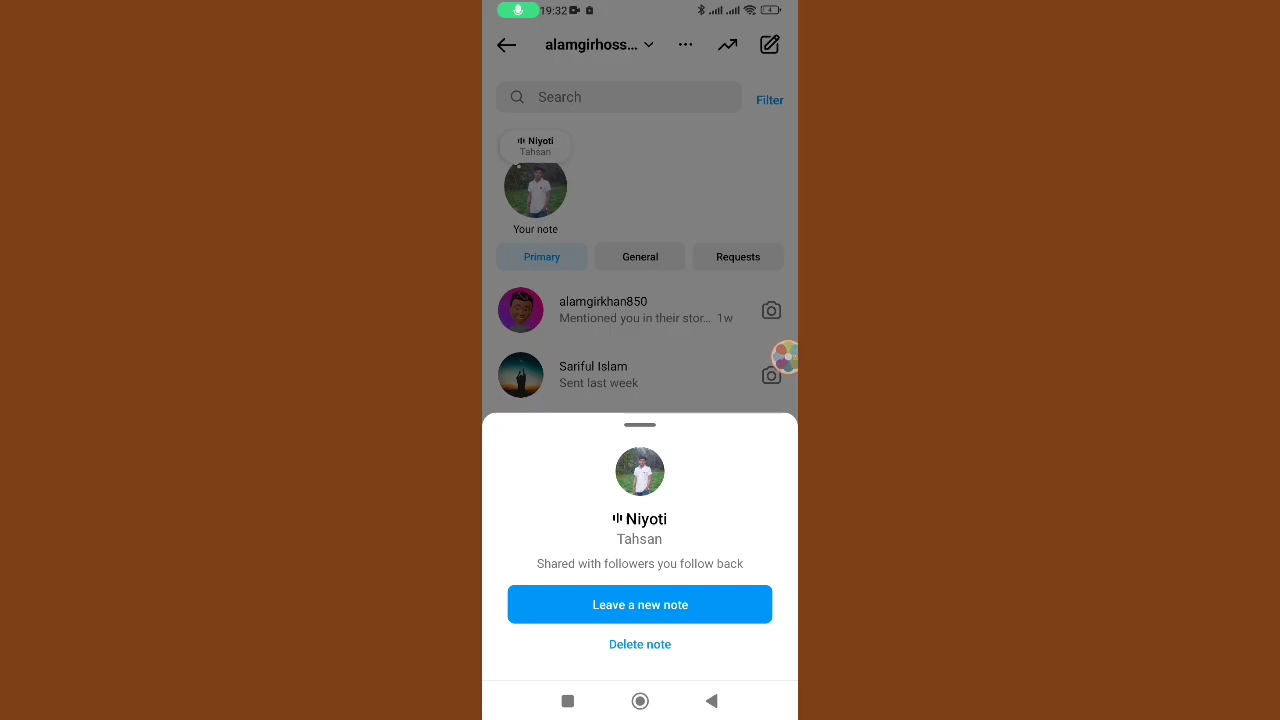 19:32
4
alamgirhoss...
Search
Filter
Niyoti
Tahsan
Your note
Primary
General
Requests
alamgirkhan850
Mentioned you in their stor... 1w
Sariful Islam
Sent last week
Niyoti
Tahsan
Shared with followers you follow back
Leave a new note
Delete note